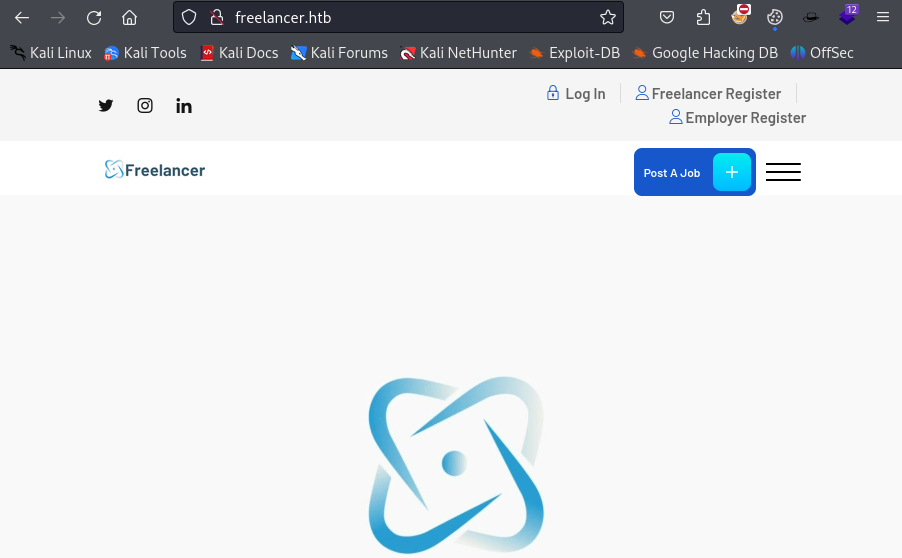 freelancer.htb
12
Kali Linux Kali Tools Kali Docs Kali Forums Kali NetHunter Exploit-DB Google Hacking DB OffSec
Log In Freelancer Register
Employer Register
Freelancer
Post A Job +